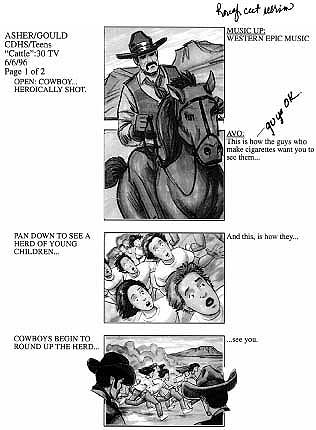 Rough cut version
ASHER/GOULD
CDHS/Teens
"Cattle":30 TV
6/6/96
Page 1 of 2
OPEN: COWBOY...
HEROICALLY SHOT.
MUSIC UP:
WESTERN EPIC MUSIC
guys OK
AVO:
This is how the guys who
make cigarettes want you to
see them...
PAN DOWN TO SEE A
HERD OF YOUNG
CHILDREN...
And this, is how they...
COWBOYS BEGIN TO
ROUND UP THE HERD...
...see you.